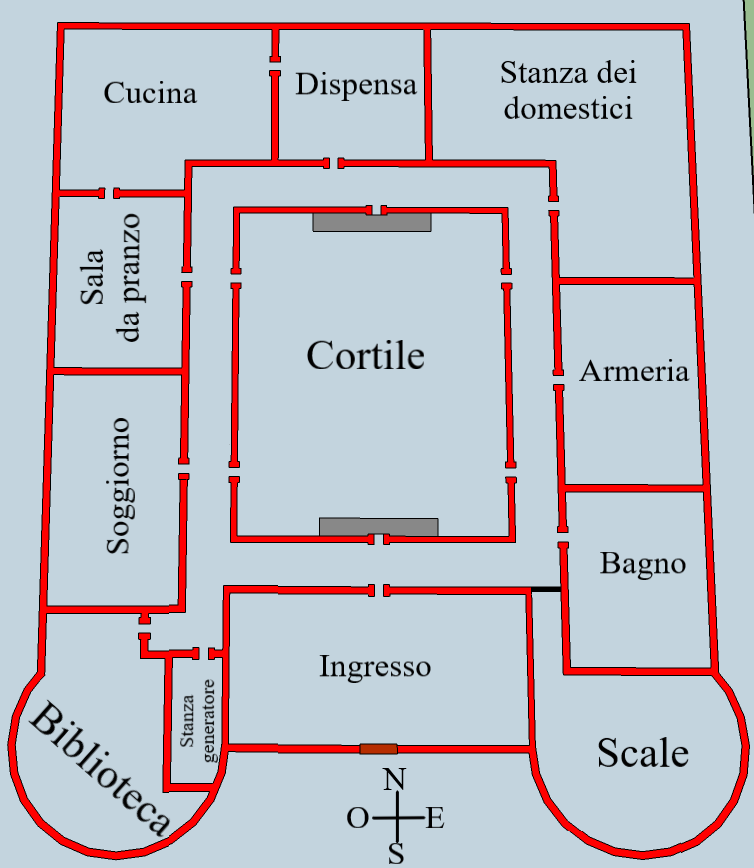 Cucina
Dispensa
Stanza dei
domestici
Sala
da pranzo
Cortile
Armeria
Soggiorno
Bagno
Ingresso
Stanza
generatore
Biblioteca
Scale
N
O
E
S